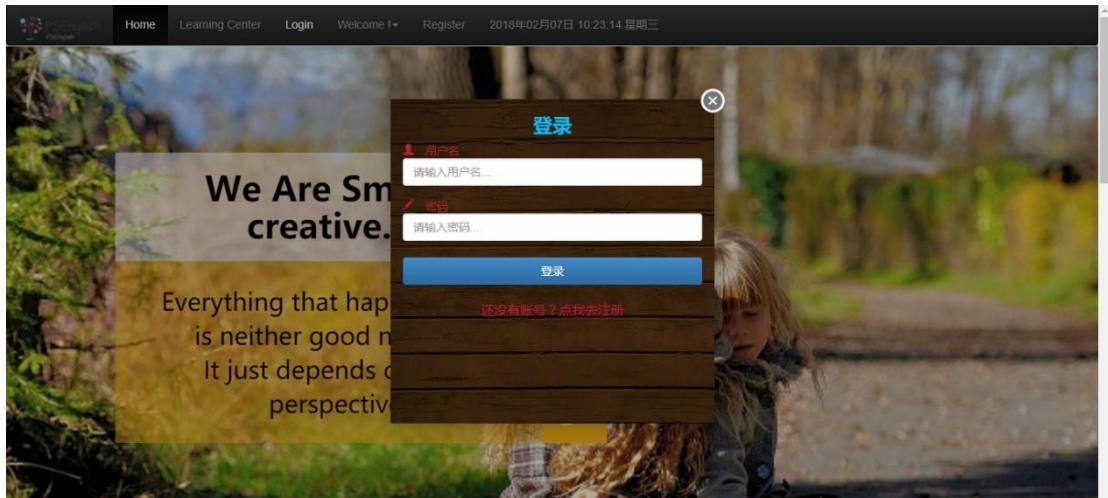 PSEnglish
PSEnglish
Home
Learning Center
Login
Welcome !
Register
2018年02月07日 10:23:14 星期三
登录
用户名
请输入用户名...
密码
请输入密码...
登录
还没有账号？点我去注册
We Are Sm
creative.
Everything that hap
is neither good n
It just depends o
perspectiv